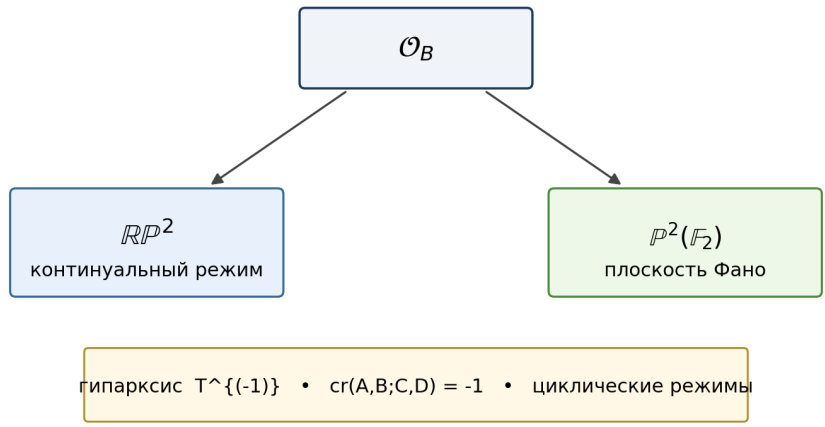 𝒪_B
ℝℙ²
континуальный режим
ℙ²(𝔽₂)
плоскость Фано
гипарксис T^{(-1)} • cr(A,B;C,D) = -1 • циклические режимы